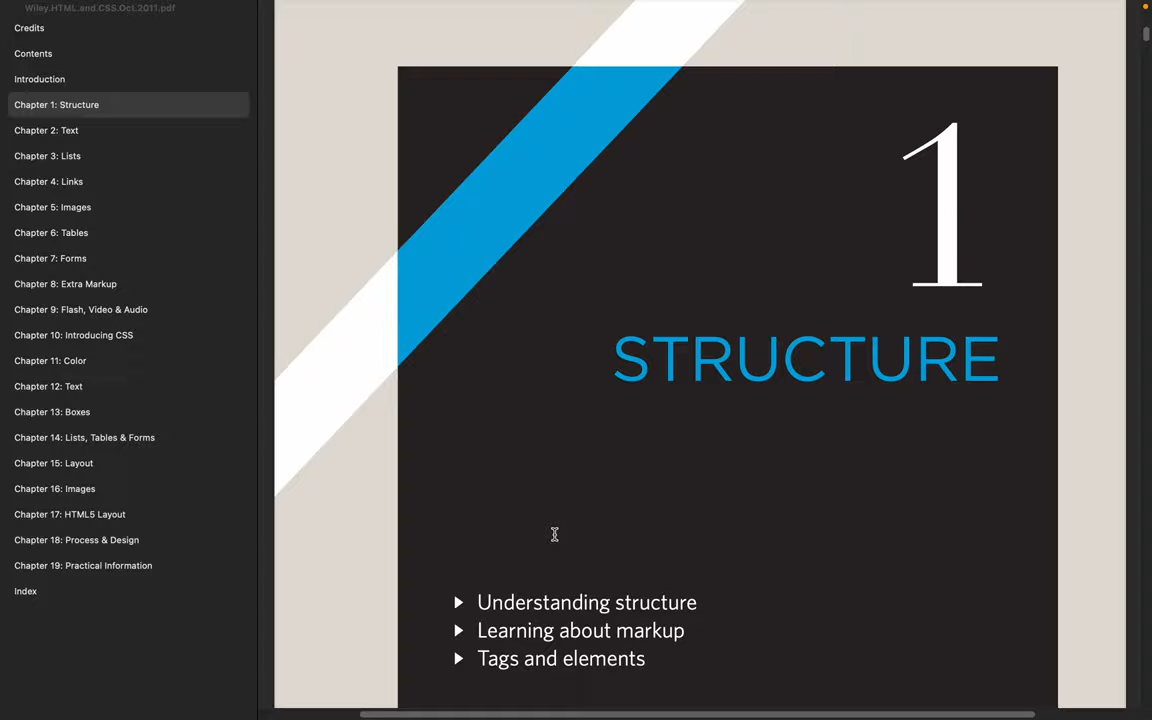 Wiley.HTML.and.CSS.Oct.2011.pdf
Credits
Contents
Introduction
Chapter 1: Structure
Chapter 2: Text
Chapter 3: Lists
Chapter 4: Links
Chapter 5: Images
Chapter 6: Tables
Chapter 7: Forms
Chapter 8: Extra Markup
Chapter 9: Flash, Video & Audio
Chapter 10: Introducing CSS
Chapter 11: Color
Chapter 12: Text
Chapter 13: Boxes
Chapter 14: Lists, Tables & Forms
Chapter 15: Layout
Chapter 16: Images
Chapter 17: HTML5 Layout
Chapter 18: Process & Design
Chapter 19: Practical Information
Index
1
STRUCTURE
Understanding structure
Learning about markup
Tags and elements